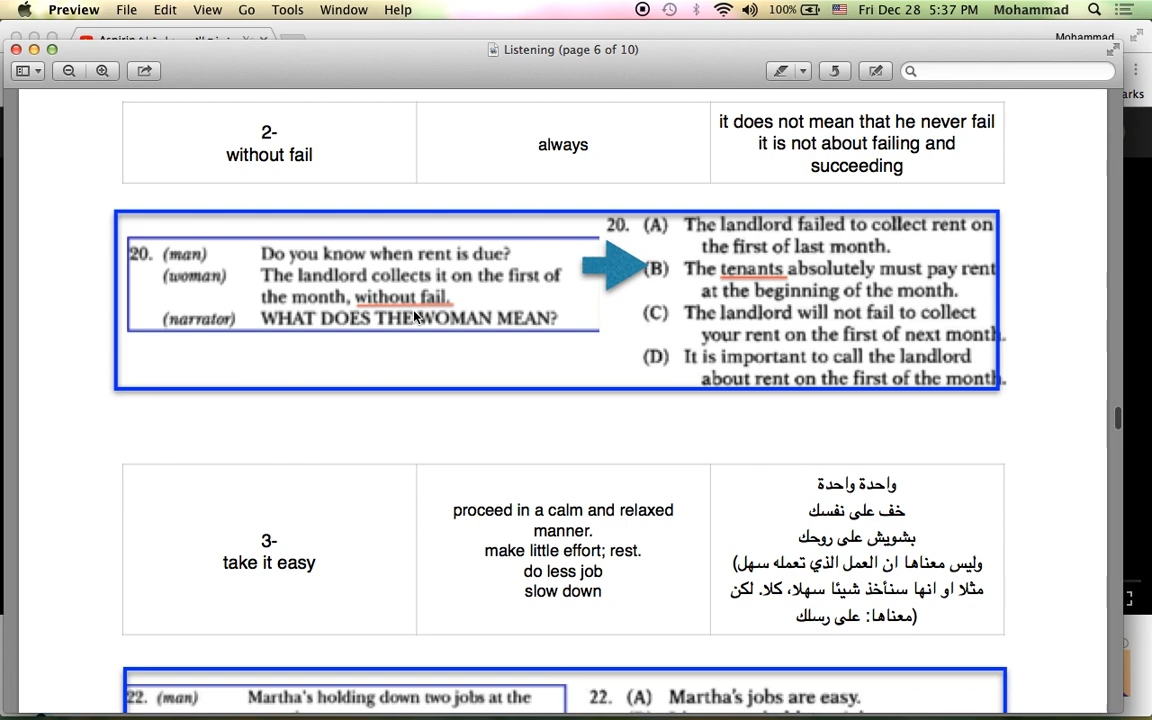 Preview File Edit View Go Tools Window Help 100% Fri Dec 28 5:37 PM Mohammad
Mohammad
Listening (page 6 of 10)
arks
2-
without fail
always
it does not mean that he never fail
it is not about failing and
succeeding
20. (man) Do you know when rent is due?
(woman) The landlord collects it on the first of
the month, without fail.
(narrator) WHAT DOES THE WOMAN MEAN?
20. (A) The landlord failed to collect rent on
the first of last month.
(B) The tenants absolutely must pay rent
at the beginning of the month.
(C) The landlord will not fail to collect
your rent on the first of next month.
(D) It is important to call the landlord
about rent on the first of the month.
3-
take it easy
proceed in a calm and relaxed
manner.
make little effort; rest.
do less job
slow down
واحدة واحدة
خف على نفسك
بشويش على روحك
وليس معناها ان العمل الذي تعمله سهل)
مثلا او انها سنأخذ شيئا سهلا، كلا. لكن
(معناها: على رسلك
22. (man) Martha's holding down two jobs at the
22. (A) Martha's jobs are easy.